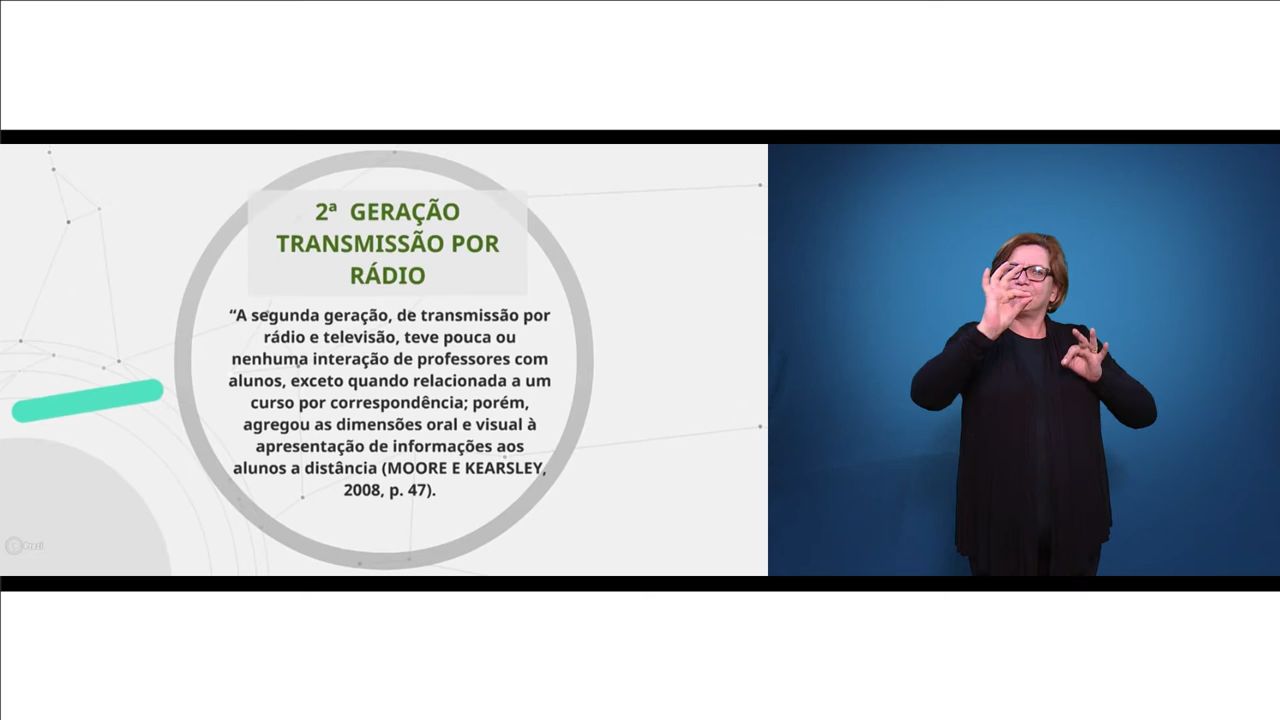 2ª GERAÇÃO
TRANSMISSÃO POR
RÁDIO
“A segunda geração, de transmissão por
rádio e televisão, teve pouca ou
nenhuma interação de professores com
alunos, exceto quando relacionada a um
curso por correspondência; porém,
agregou as dimensões oral e visual à
apresentação de informações aos
alunos a distância (MOORE E KEARSLEY,
2008, p. 47).
Prezi